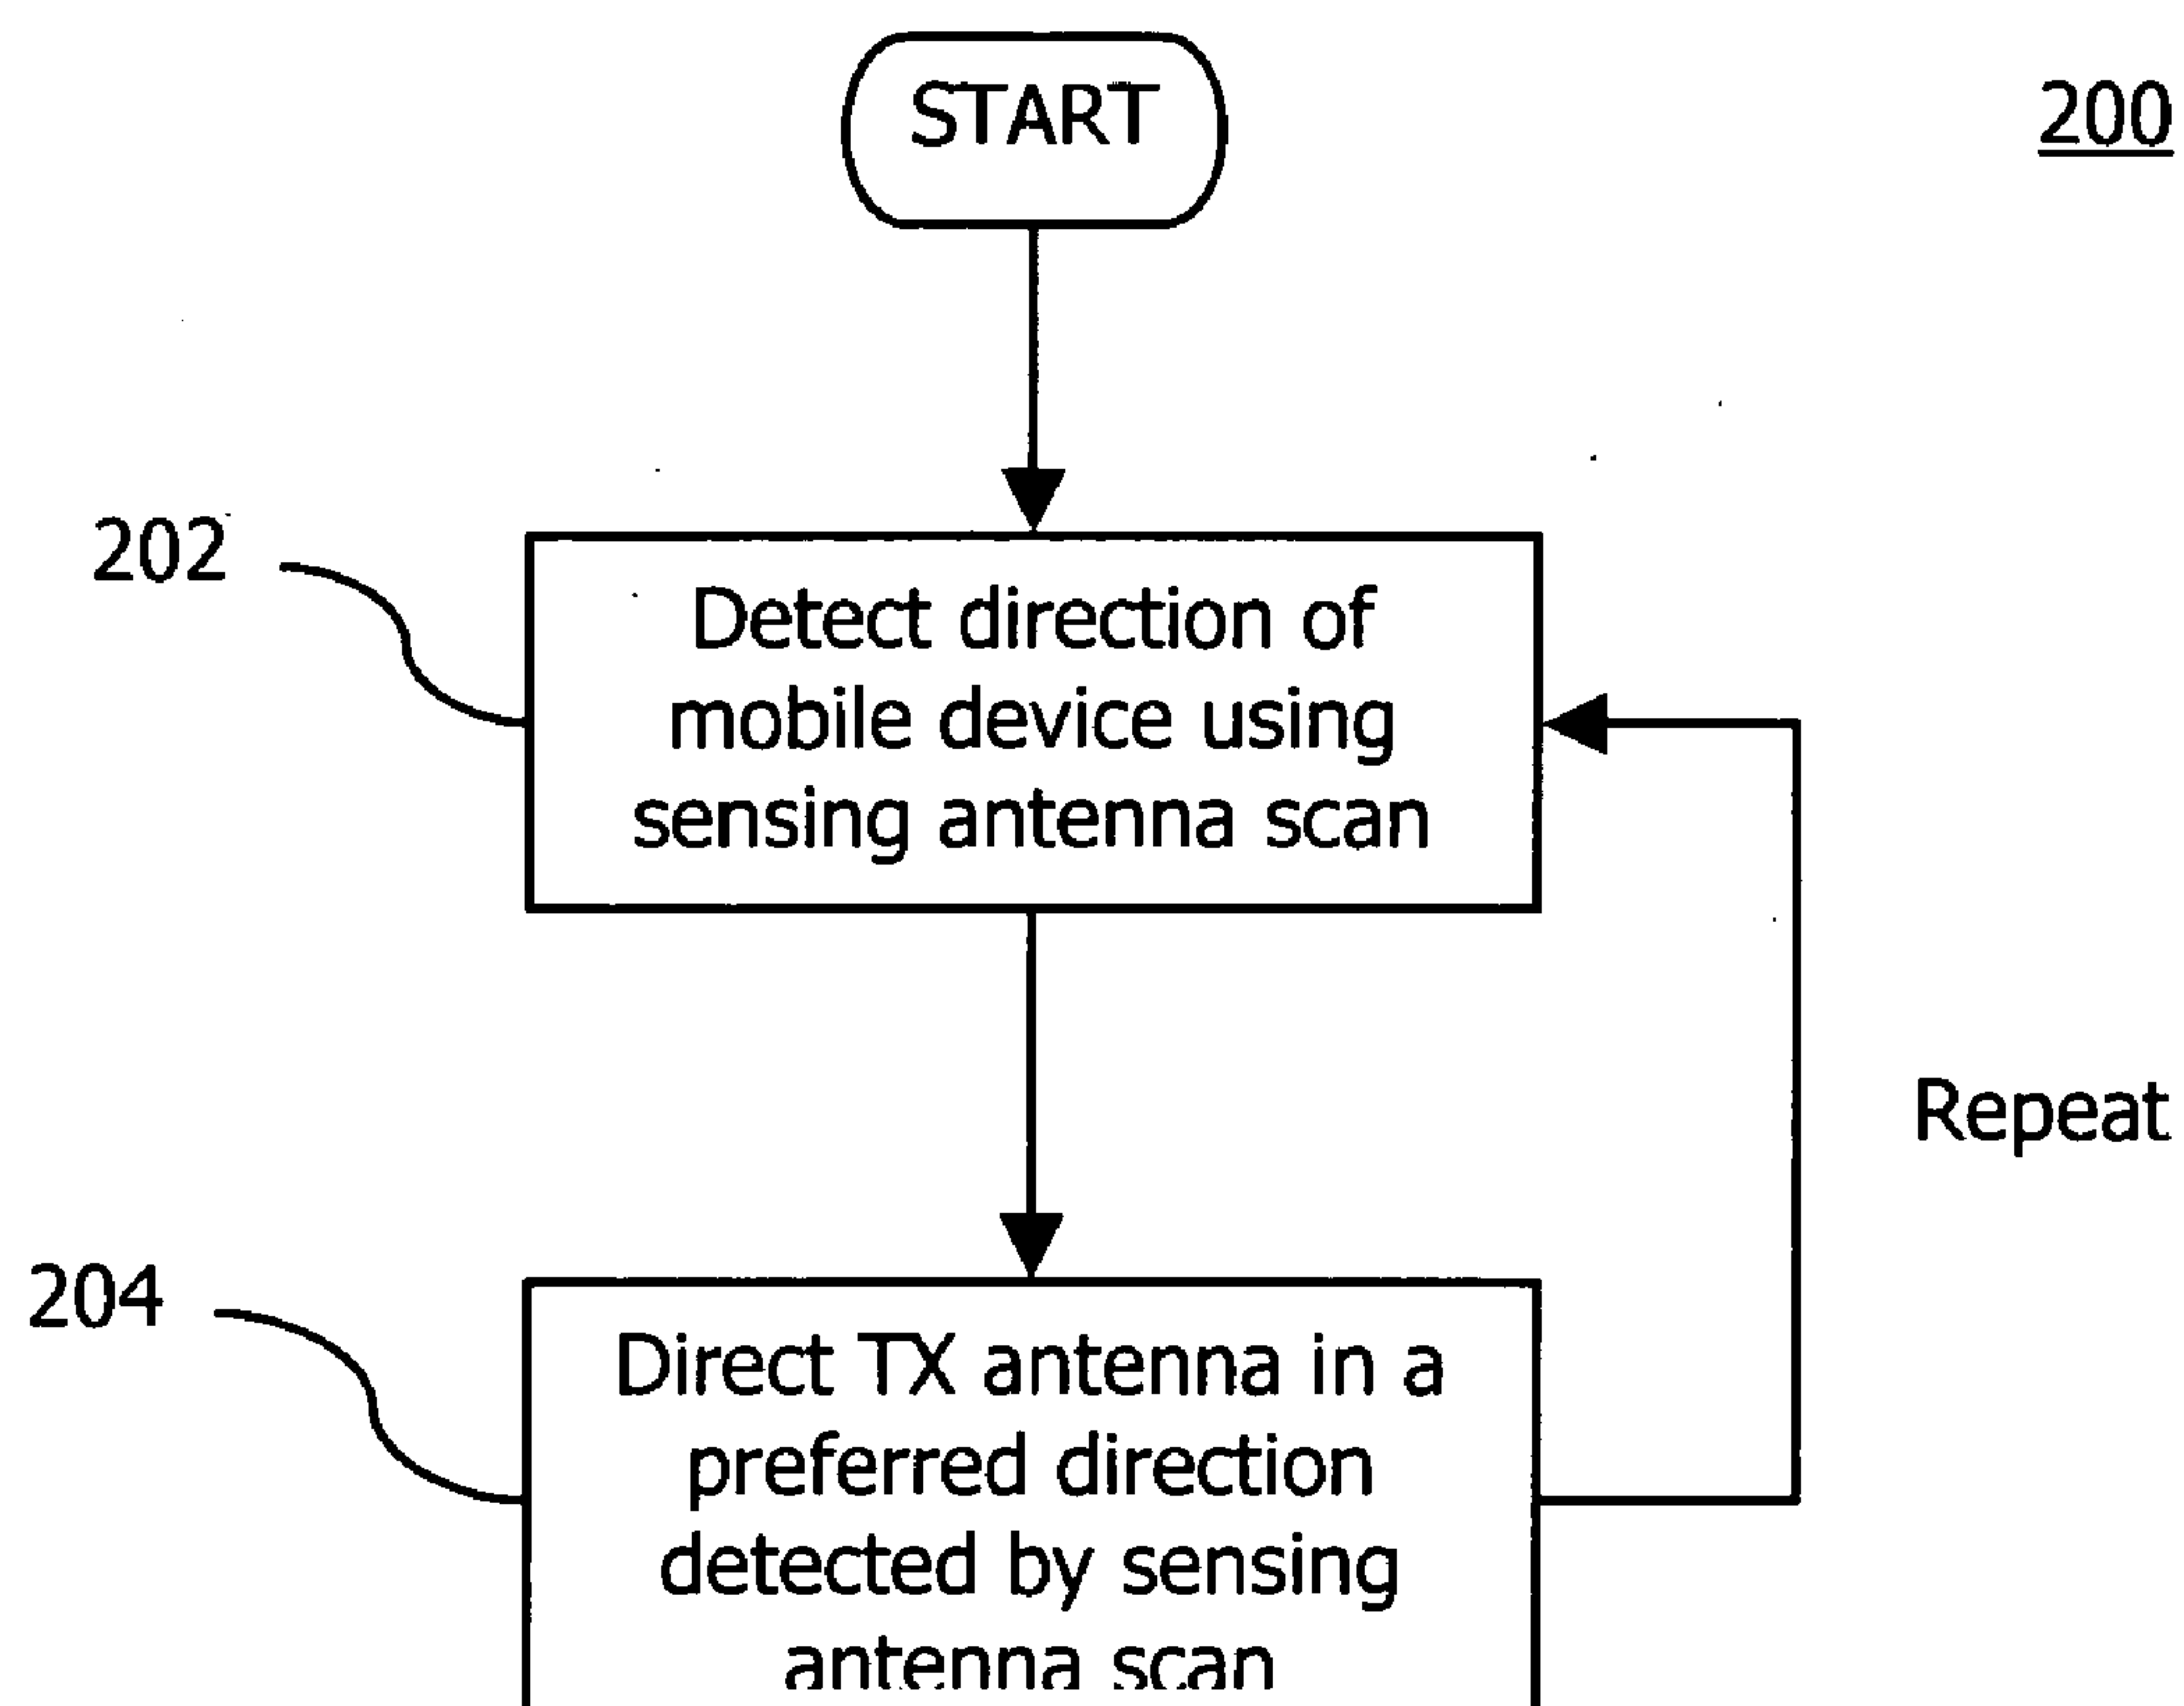 START
200
202
Detect direction of
mobile device using
sensing antenna scan
Repeat
204
Direct TX antenna in a
preferred direction
detected by sensing
antenna scan